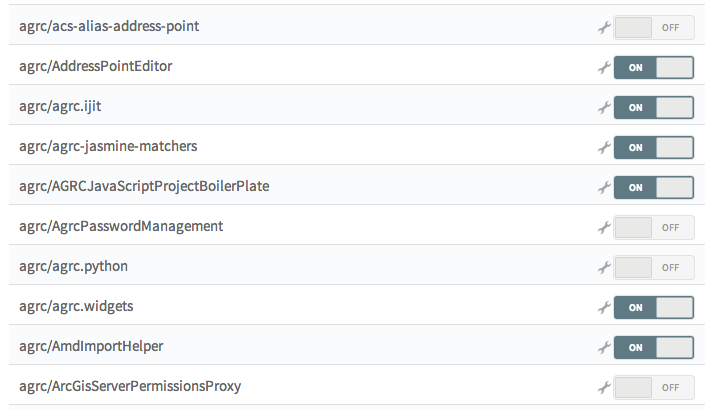 agrc/acs-alias-address-point OFF
agrc/AddressPointEditor ON
agrc/agrc.ijit ON
agrc/agrc-jasmine-matchers ON
agrc/AGRCJavaScriptProjectBoilerPlate ON
agrc/AgrcPasswordManagement OFF
agrc/agrc.python OFF
agrc/agrc.widgets ON
agrc/AmdImportHelper ON
agrc/ArcGisServerPermissionsProxy OFF